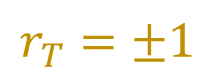 r_T = ±1